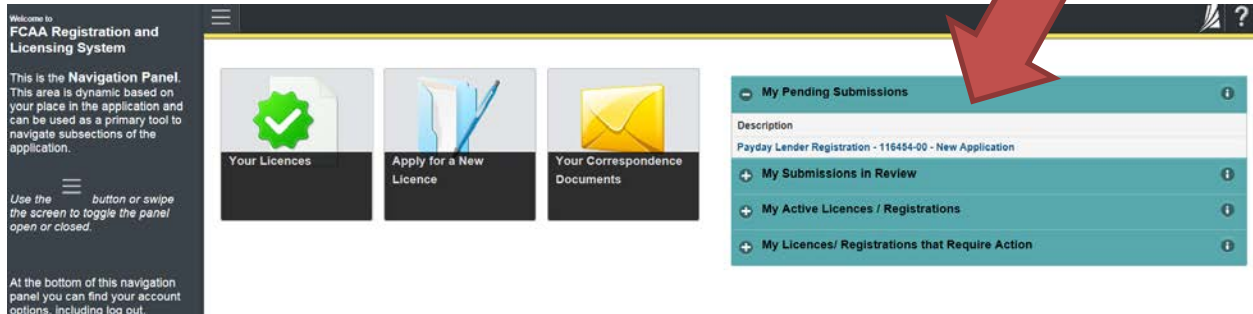 Welcome to
FCAA Registration and
Licensing System
This is the Navigation Panel.
This area is dynamic based on
your place in the application and
can be used as a primary tool to
navigate subsections of the
application.
Use the button or swipe
the screen to toggle the panel
open or closed.
At the bottom of this navigation
panel you can find your account
options, including log out.
?
Your Licences
Apply for a New
Licence
Your Correspondence
Documents
My Pending Submissions
Description
Payday Lender Registration - 116454-00 - New Application
My Submissions in Review
My Active Licences / Registrations
My Licences/ Registrations that Require Action